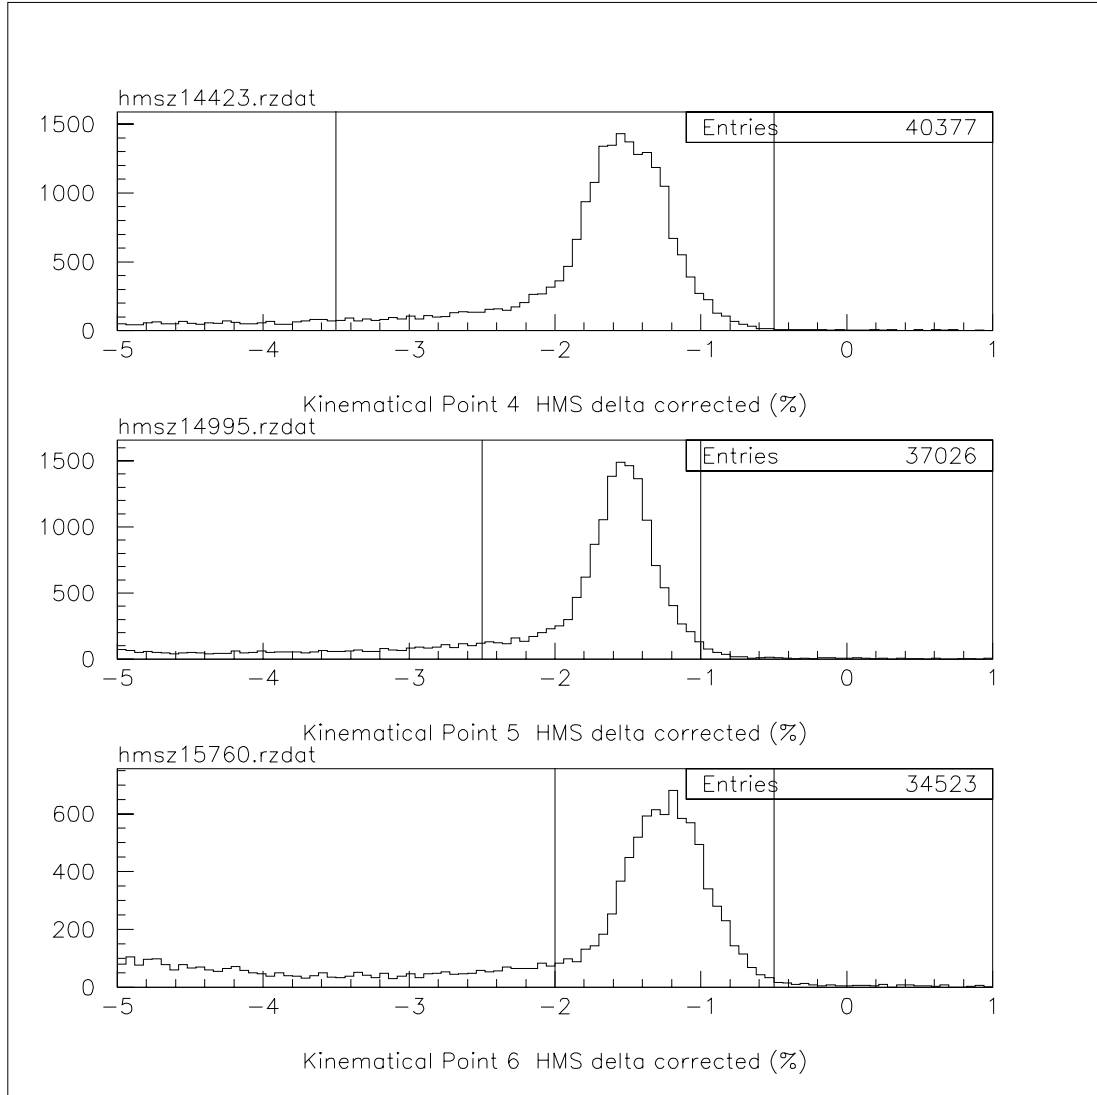 hmsz14423.rzdat
Entries 40377
1500
1000
500
0
−5 −4 −3 −2 −1 0 1
Kinematical Point 4 HMS delta corrected (%)
hmsz14995.rzdat
Entries 37026
1500
1000
500
0
−5 −4 −3 −2 −1 0 1
Kinematical Point 5 HMS delta corrected (%)
hmsz15760.rzdat
Entries 34523
600
400
200
0
−5 −4 −3 −2 −1 0 1
Kinematical Point 6 HMS delta corrected (%)